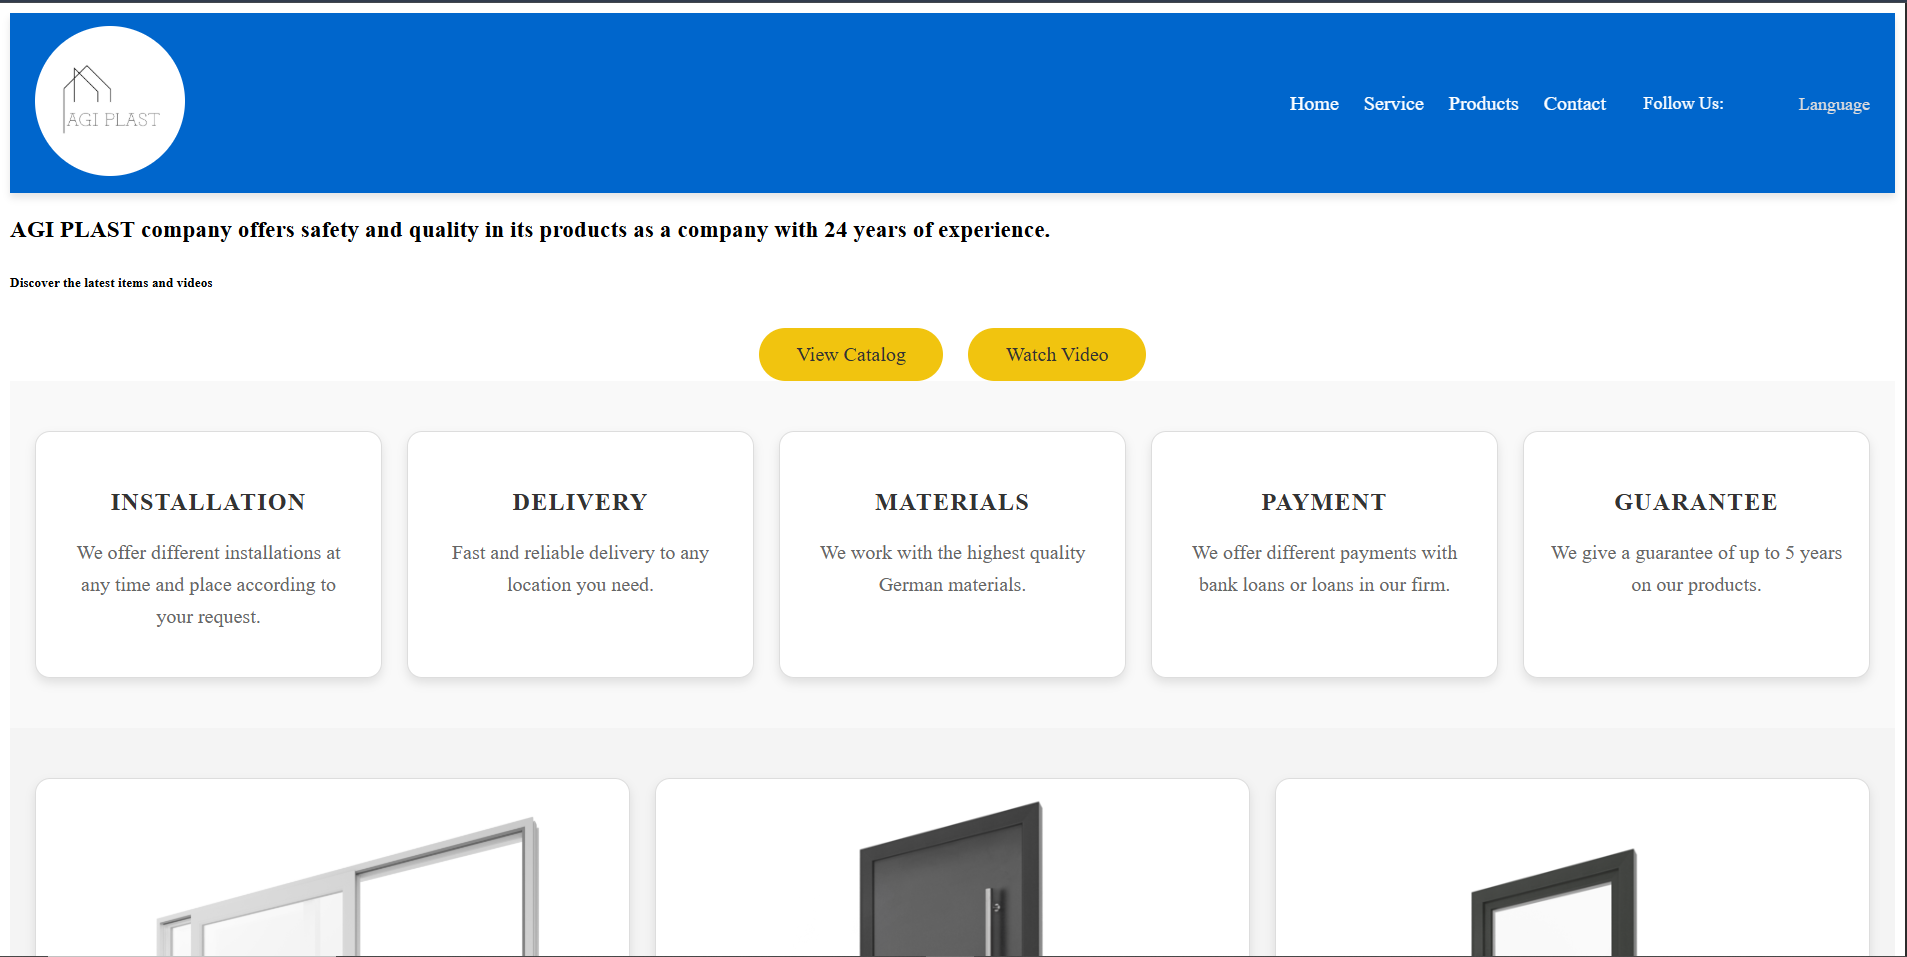 AGI PLAST
Home Service Products Contact Follow Us: Language
AGI PLAST company offers safety and quality in its products as a company with 24 years of experience.
Discover the latest items and videos
View Catalog Watch Video
INSTALLATION
We offer different installations at
any time and place according to
your request.
DELIVERY
Fast and reliable delivery to any
location you need.
MATERIALS
We work with the highest quality
German materials.
PAYMENT
We offer different payments with
bank loans or loans in our firm.
GUARANTEE
We give a guarantee of up to 5 years
on our products.